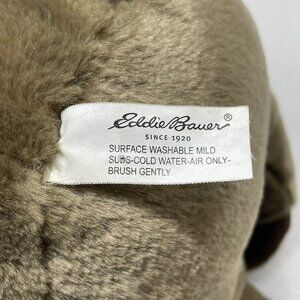 Eddie Bauer®
SINCE 1920
SURFACE WASHABLE MILD
SUDS-COLD WATER-AIR ONLY-
BRUSH GENTLY